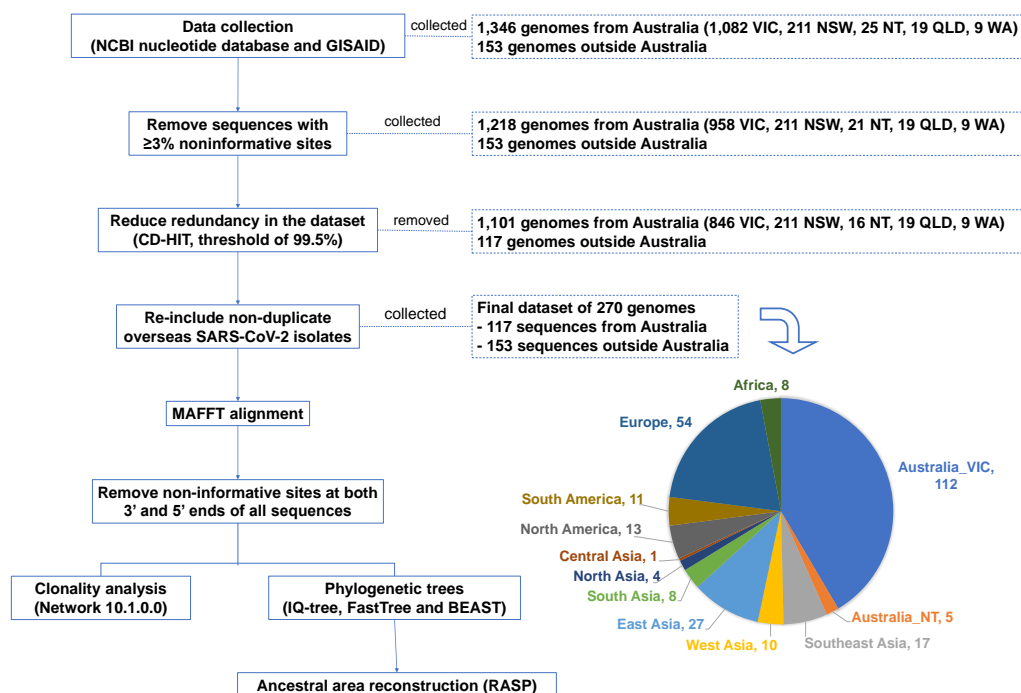 Data collection
(NCBI nucleotide database and GISAID)
collected
1,346 genomes from Australia (1,082 VIC, 211 NSW, 25 NT, 19 QLD, 9 WA)
153 genomes outside Australia
Remove sequences with
≥3% noninformative sites
collected
1,218 genomes from Australia (958 VIC, 211 NSW, 21 NT, 19 QLD, 9 WA)
153 genomes outside Australia
Reduce redundancy in the dataset
(CD-HIT, threshold of 99.5%)
removed
1,101 genomes from Australia (846 VIC, 211 NSW, 16 NT, 19 QLD, 9 WA)
117 genomes outside Australia
Re-include non-duplicate
overseas SARS-CoV-2 isolates
collected
Final dataset of 270 genomes
- 117 sequences from Australia
- 153 sequences outside Australia
MAFFT alignment
Remove non-informative sites at both
3’ and 5’ ends of all sequences
Clonality analysis
(Network 10.1.0.0)
Phylogenetic trees
(IQ-tree, FastTree and BEAST)
Ancestral area reconstruction (RASP)
Africa, 8
Europe, 54
Australia_VIC,
112
South America, 11
North America, 13
Central Asia, 1
North Asia, 4
South Asia, 8
East Asia, 27
West Asia, 10
Southeast Asia, 17
Australia_NT, 5